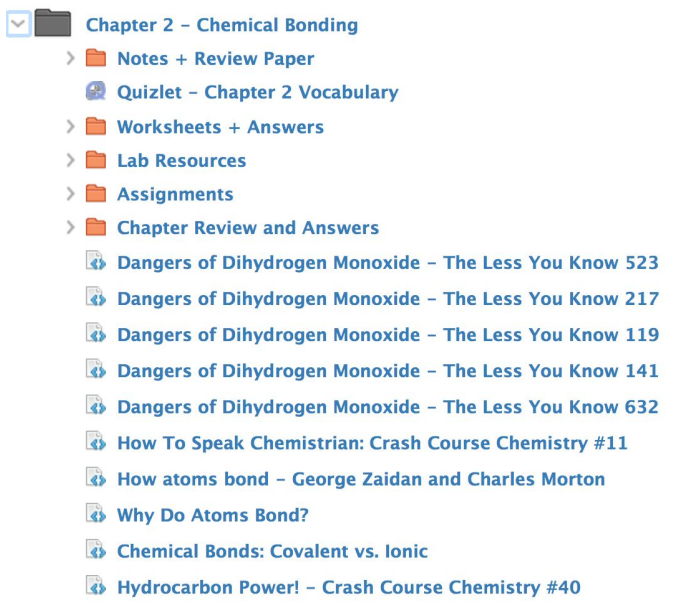 Chapter 2 – Chemical Bonding
Notes + Review Paper
Quizlet – Chapter 2 Vocabulary
Worksheets + Answers
Lab Resources
Assignments
Chapter Review and Answers
Dangers of Dihydrogen Monoxide – The Less You Know 523
Dangers of Dihydrogen Monoxide – The Less You Know 217
Dangers of Dihydrogen Monoxide – The Less You Know 119
Dangers of Dihydrogen Monoxide – The Less You Know 141
Dangers of Dihydrogen Monoxide – The Less You Know 632
How To Speak Chemistrian: Crash Course Chemistry #11
How atoms bond – George Zaidan and Charles Morton
Why Do Atoms Bond?
Chemical Bonds: Covalent vs. Ionic
Hydrocarbon Power! – Crash Course Chemistry #40